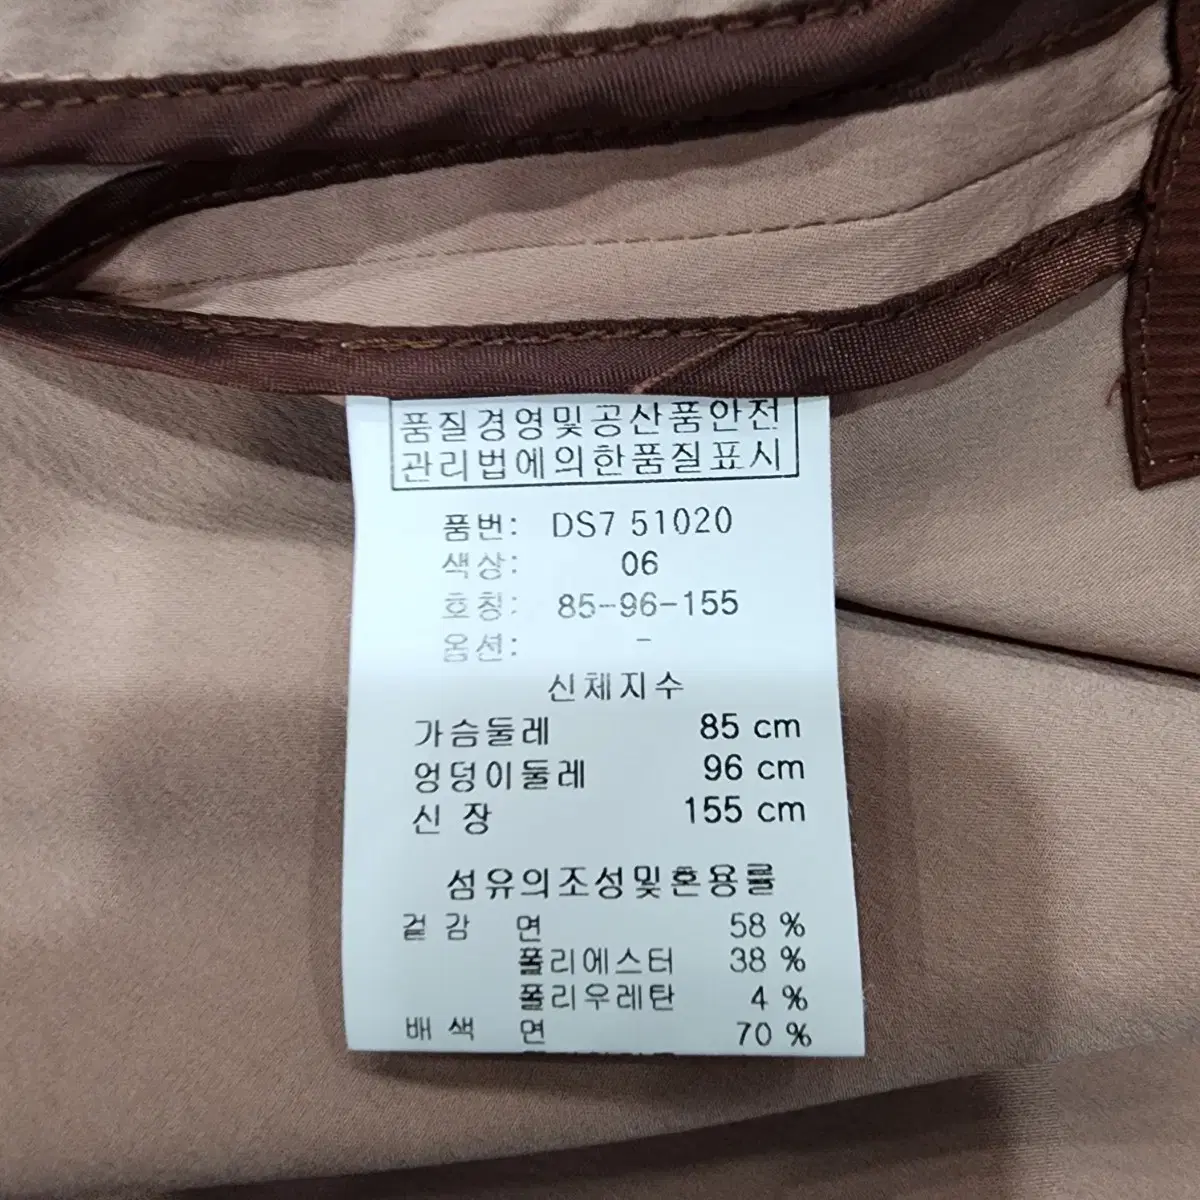 품질경영및공산품안전
관리법에의한품질표시
품번: DS7 51020
색상: 06
호칭: 85-96-155
옵션: -
신체지수
가슴둘레 85 cm
엉덩이둘레 96 cm
신 장 155 cm
섬유의조성및혼용률
겉 감 면 58 %
폴리에스터 38 %
폴리우레탄 4 %
배 색 면 70 %